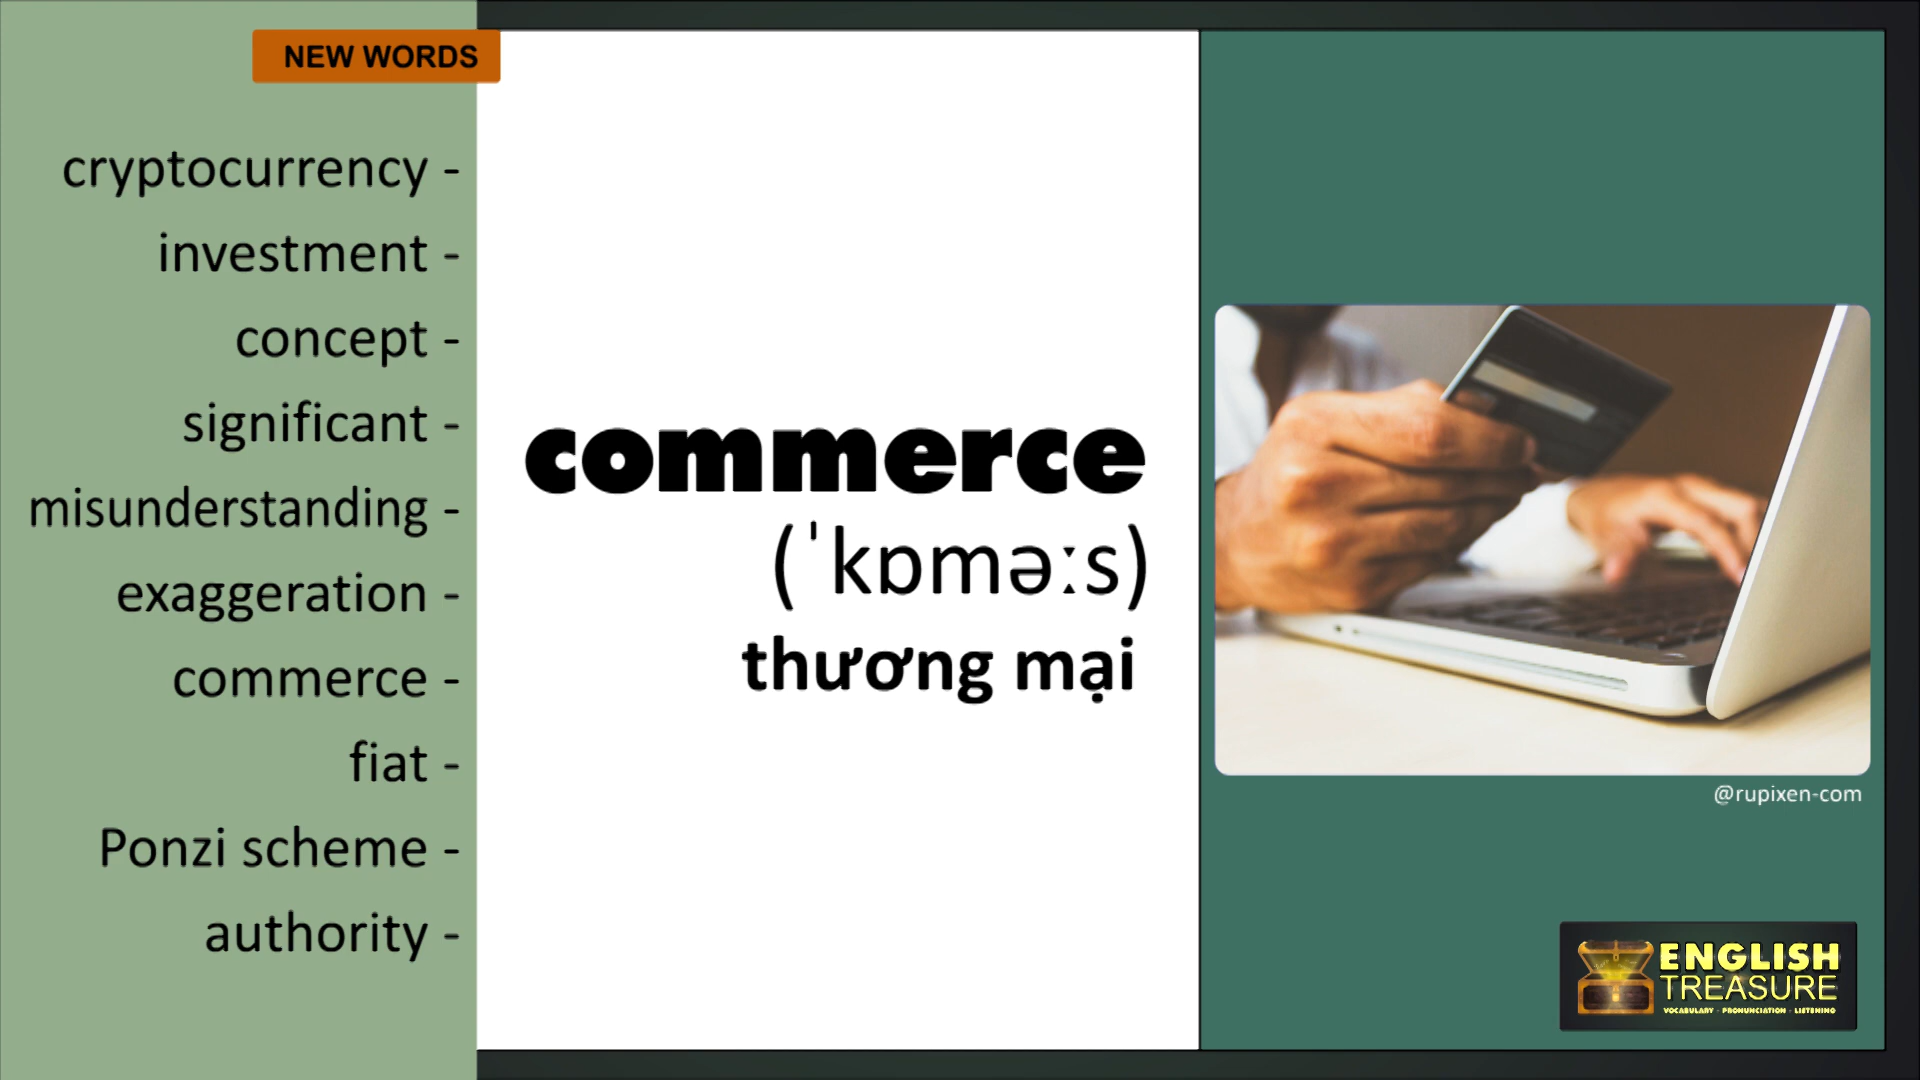 NEW WORDS
cryptocurrency -
investment -
concept -
significant -
misunderstanding -
exaggeration -
commerce -
fiat -
Ponzi scheme -
authority -
commerce
(ˈkɒməːs)
thương mại
@rupixen-com
ENGLISH
TREASURE
VOCABULARY - PRONUNCIATION - LISTENING